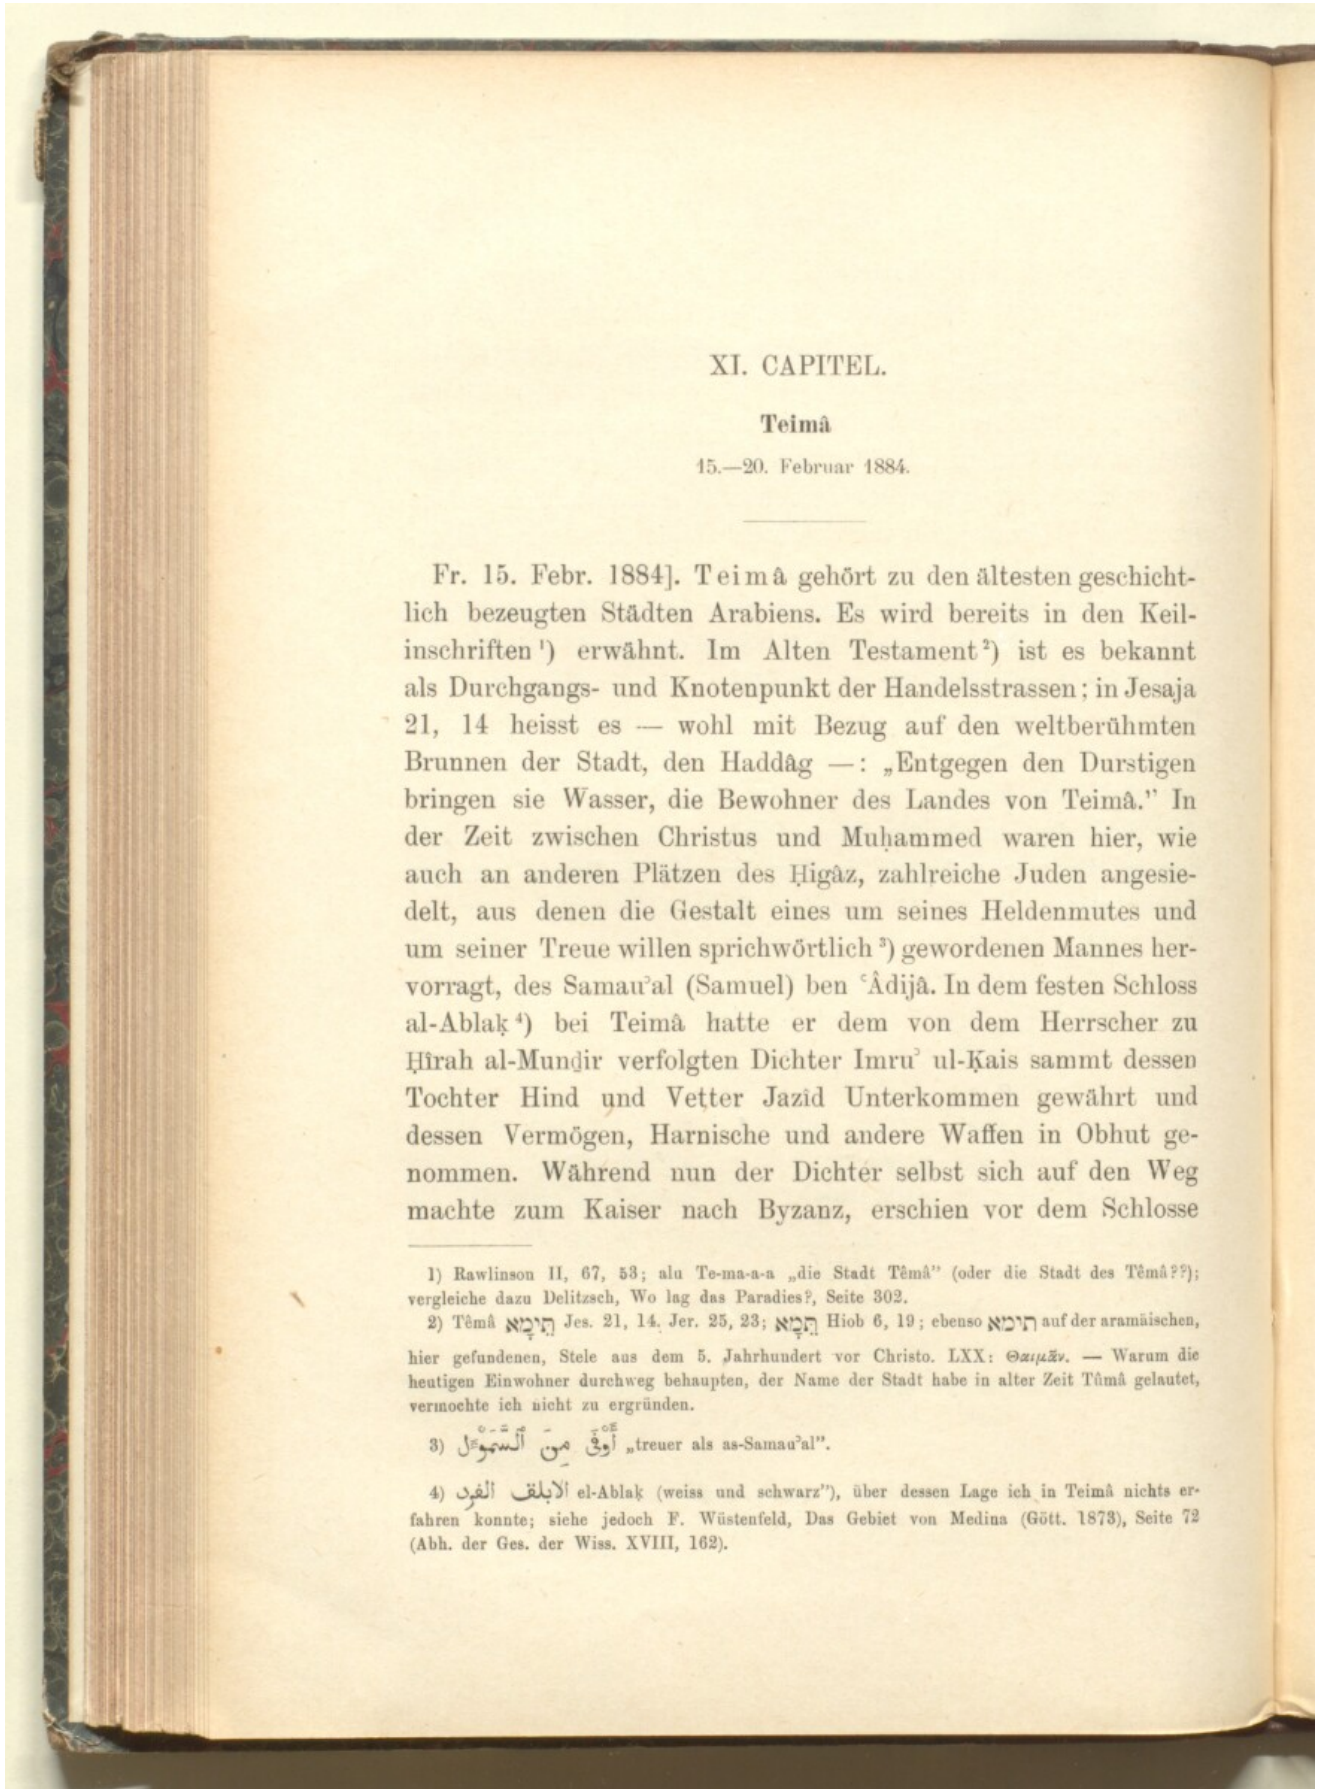 XI. CAPITEL.
Teimâ
15.—20. Februar 1884.
Fr. 15. Febr. 1884]. Teimâ gehört zu den ältesten geschicht-
lich bezeugten Städten Arabiens. Es wird bereits in den Keil-
inschriften ¹) erwähnt. Im Alten Testament ²) ist es bekannt
als Durchgangs- und Knotenpunkt der Handelsstrassen; in Jesaja
21, 14 heisst es — wohl mit Bezug auf den weltberühmten
Brunnen der Stadt, den Haddâg —: „Entgegen den Durstigen
bringen sie Wasser, die Bewohner des Landes von Teimâ.” In
der Zeit zwischen Christus und Muḥammed waren hier, wie
auch an anderen Plätzen des Ḥigâz, zahlreiche Juden angesie-
delt, aus denen die Gestalt eines um seines Heldenmutes und
um seiner Treue willen sprichwörtlich ³) gewordenen Mannes her-
vorragt, des Samauʾal (Samuel) ben ʿÂdijâ. In dem festen Schloss
al-Ablaḳ ⁴) bei Teimâ hatte er dem von dem Herrscher zu
Ḥîrah al-Munḏir verfolgten Dichter Imruʾ ul-Ḳais sammt dessen
Tochter Hind und Vetter Jazîd Unterkommen gewährt und
dessen Vermögen, Harnische und andere Waffen in Obhut ge-
nommen. Während nun der Dichter selbst sich auf den Weg
machte zum Kaiser nach Byzanz, erschien vor dem Schlosse
1) Rawlinson II, 67, 53; alu Te-ma-a-a „die Stadt Têmâ” (oder die Stadt des Têmâ??);
vergleiche dazu Delitzsch, Wo lag das Paradies?, Seite 302.
2) Têmâ תֵּימָא Jes. 21, 14. Jer. 25, 23; תֵּמָא Hiob 6, 19; ebenso תימא auf der aramäischen,
hier gefundenen, Stele aus dem 5. Jahrhundert vor Christo. LXX: Θαιμᾶν. — Warum die
heutigen Einwohner durchweg behaupten, der Name der Stadt habe in alter Zeit Tûmâ gelautet,
vermochte ich nicht zu ergründen.
3) أَوْفَى مِنَ ٱلسَّمَوْءَلِ „treuer als as-Samauʾal”.
4) الابلق الفرد el-Ablaḳ (weiss und schwarz”), über dessen Lage ich in Teimâ nichts er-
fahren konnte; siehe jedoch F. Wüstenfeld, Das Gebiet von Medina (Gött. 1873), Seite 72
(Abh. der Ges. der Wiss. XVIII, 162).